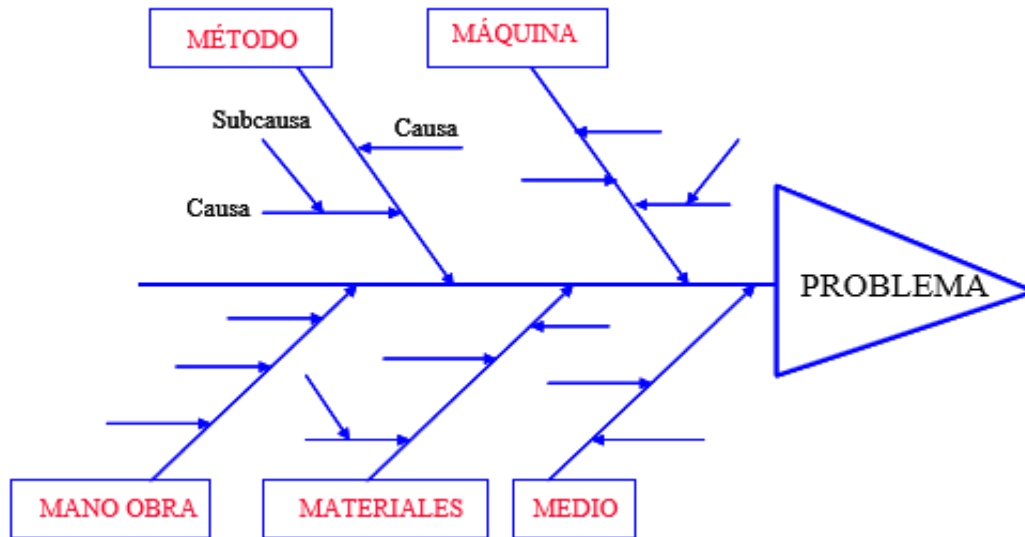 MÉTODO
MÁQUINA
Subcausa
Causa
Causa
PROBLEMA
MANO OBRA
MATERIALES
MEDIO